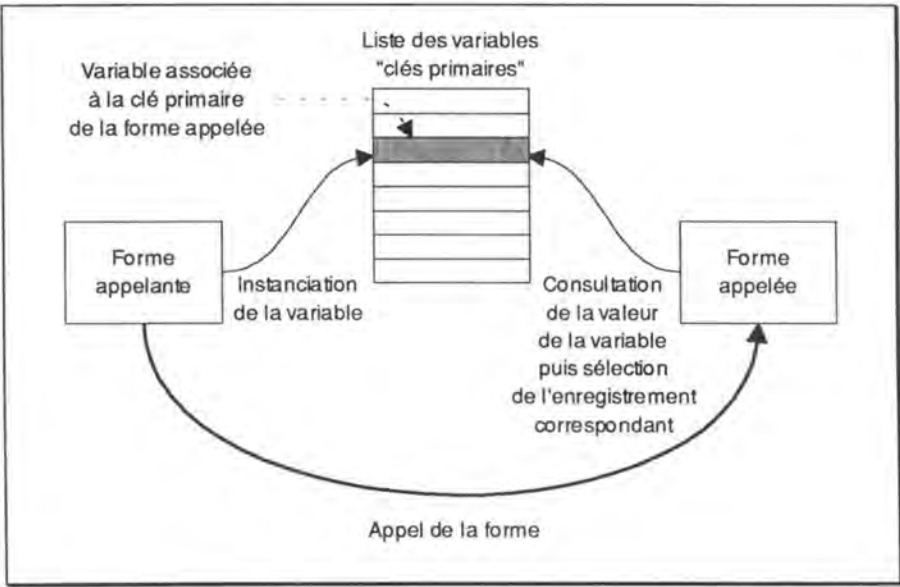 Liste des variables
"clés primaires"
Variable associée
à la clé primaire
de la forme appelée
Forme
appelante
Instanciation
de la variable
Consultation
de la valeur
de la variable
puis sélection
de l'enregistrement
correspondant
Forme
appelée
Appel de la forme